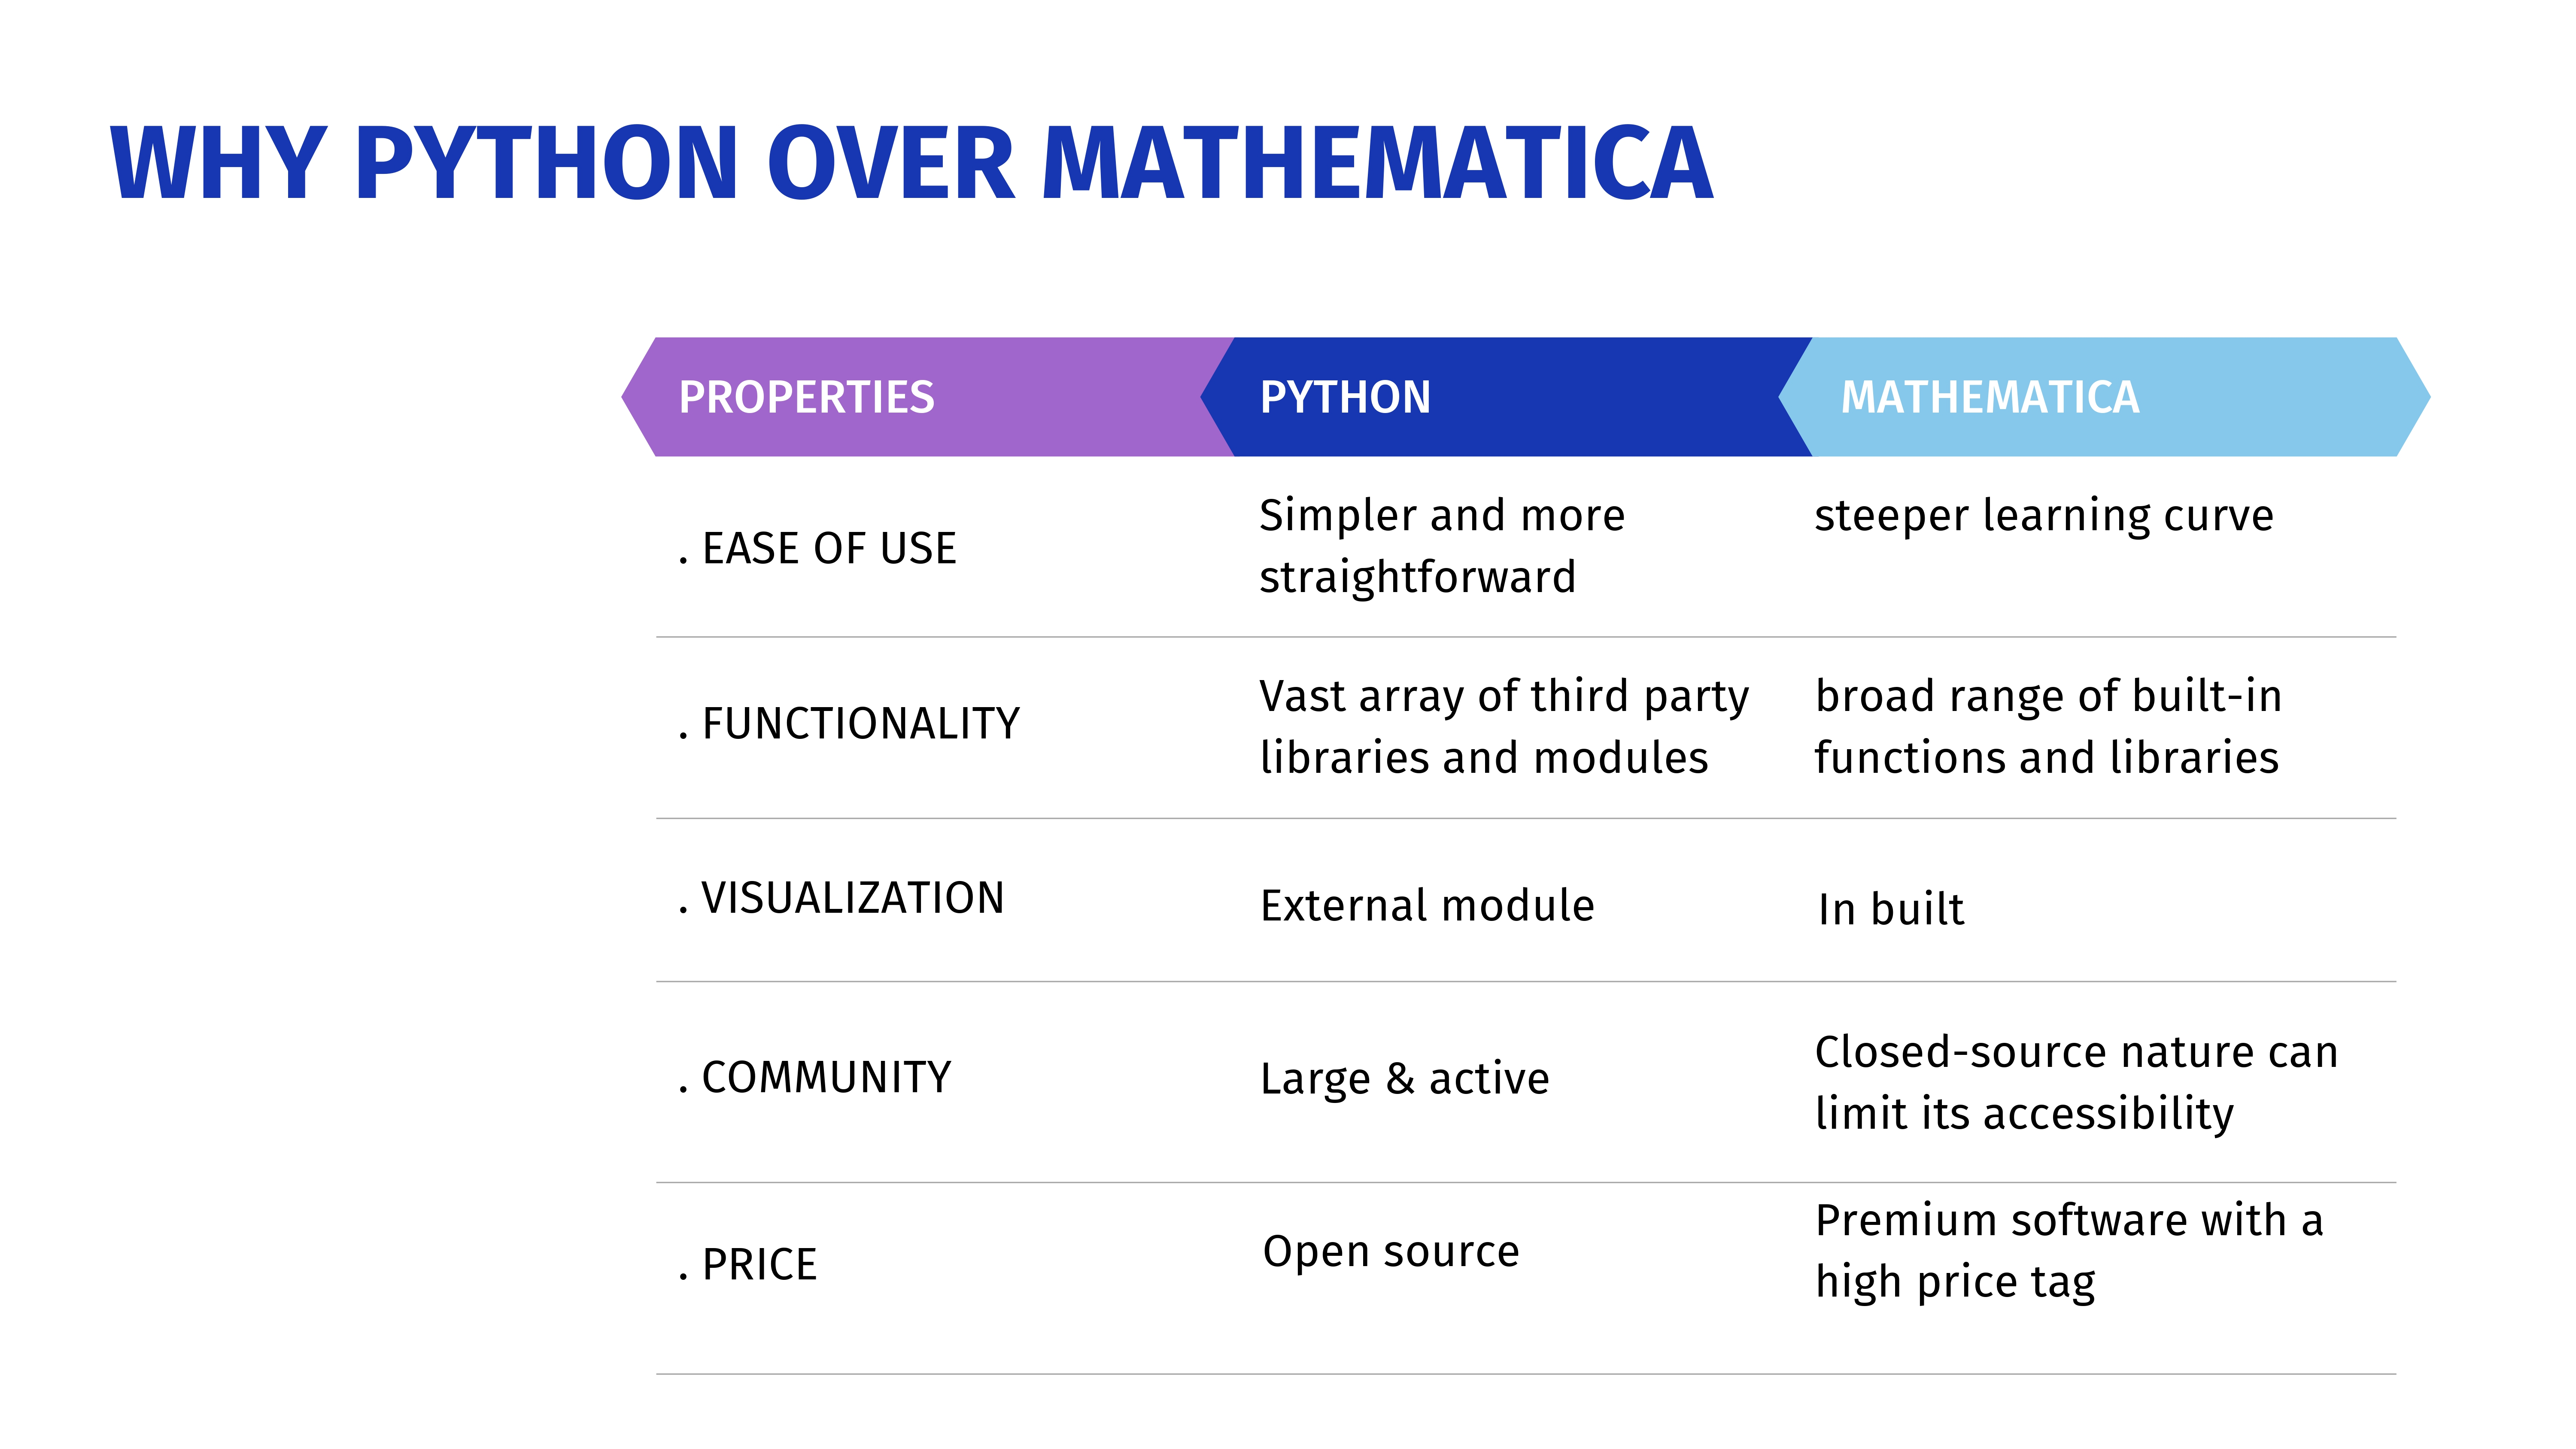 WHY PYTHON OVER MATHEMATICA
PROPERTIES
PYTHON
MATHEMATICA
. EASE OF USE
Simpler and more
straightforward
steeper learning curve
. FUNCTIONALITY
Vast array of third party
libraries and modules
broad range of built-in
functions and libraries
. VISUALIZATION
External module
In built
. COMMUNITY
Large & active
Closed-source nature can
limit its accessibility
. PRICE
Open source
Premium software with a
high price tag